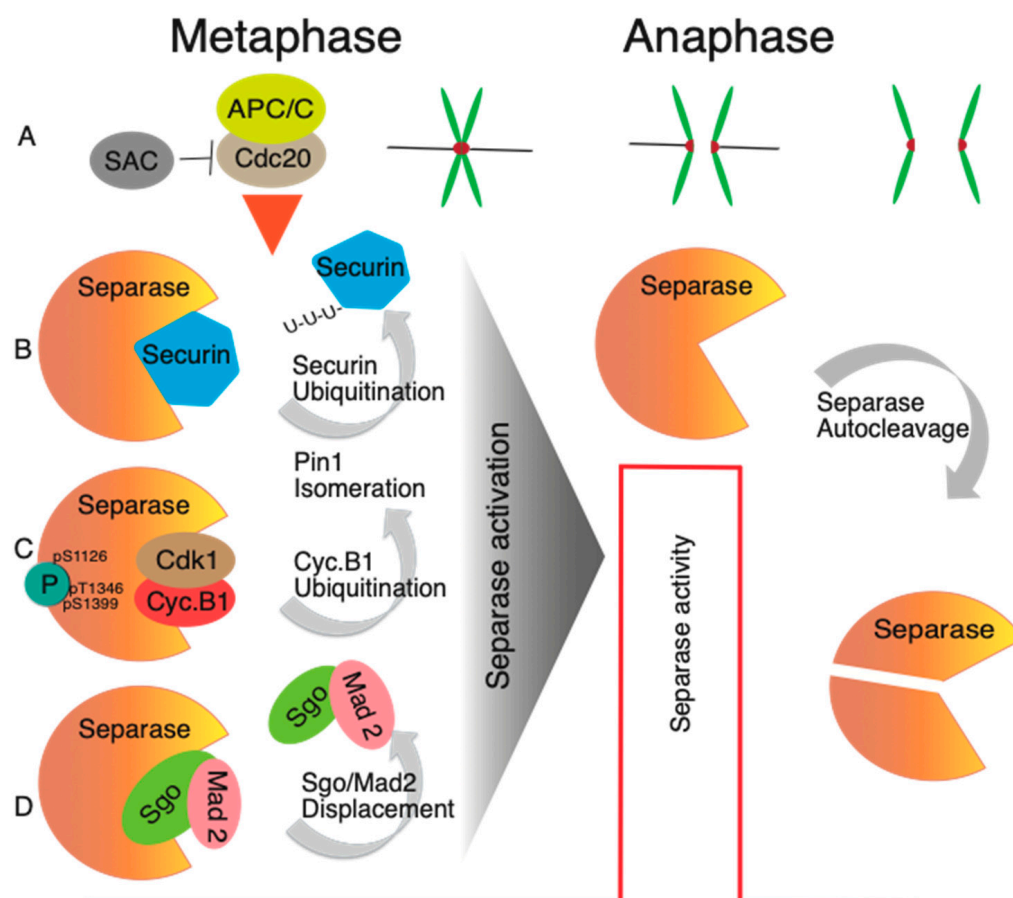 Metaphase
Anaphase
A
SAC
APC/C
Cdc20
B
Separase
Securin
Securin
U-U-U-
Securin
Ubiquitination
Separase
Separase
Autocleavage
C
Separase
pS1126
P
pT1346
pS1399
Cdk1
Cyc.B1
Pin1
Isomeration
Cyc.B1
Ubiquitination
Separase activation
Separase activity
Separase
D
Separase
Sgo
Mad 2
Sgo
Mad 2
Sgo/Mad2
Displacement